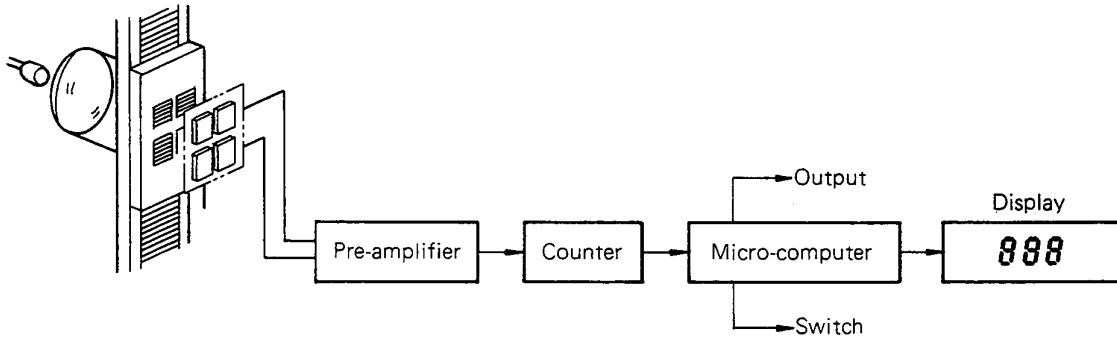 Output
Display
Pre-amplifier
Counter
Micro-computer
888
Switch